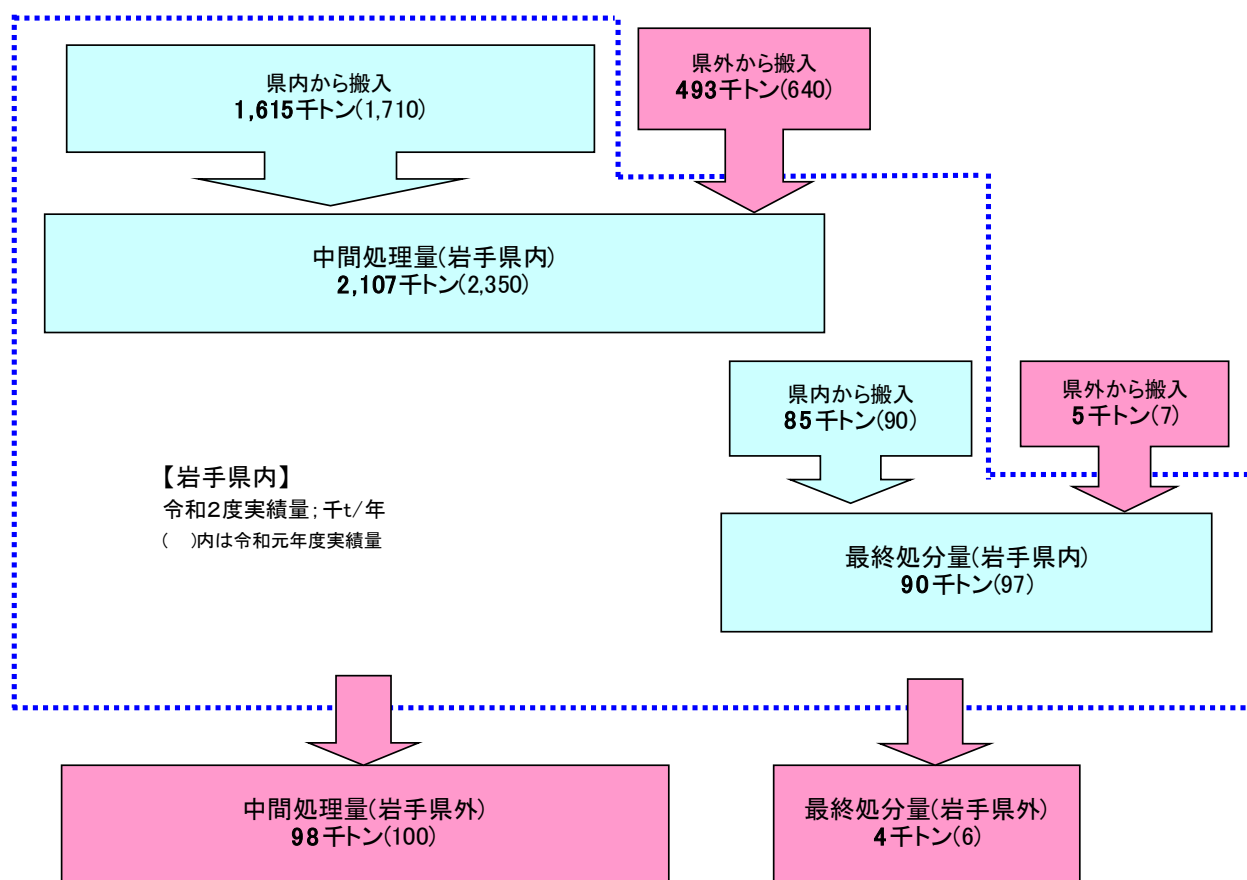 県内から搬入
1,615千トン(1,710)
県外から搬入
493千トン(640)
中間処理量(岩手県内)
2,107千トン(2,350)
県内から搬入
85千トン(90)
県外から搬入
5千トン(7)
【岩手県内】
令和2度実績量;千t/年
(　)内は令和元年度実績量
最終処分量(岩手県内)
90千トン(97)
中間処理量(岩手県外)
98千トン(100)
最終処分量(岩手県外)
4千トン(6)